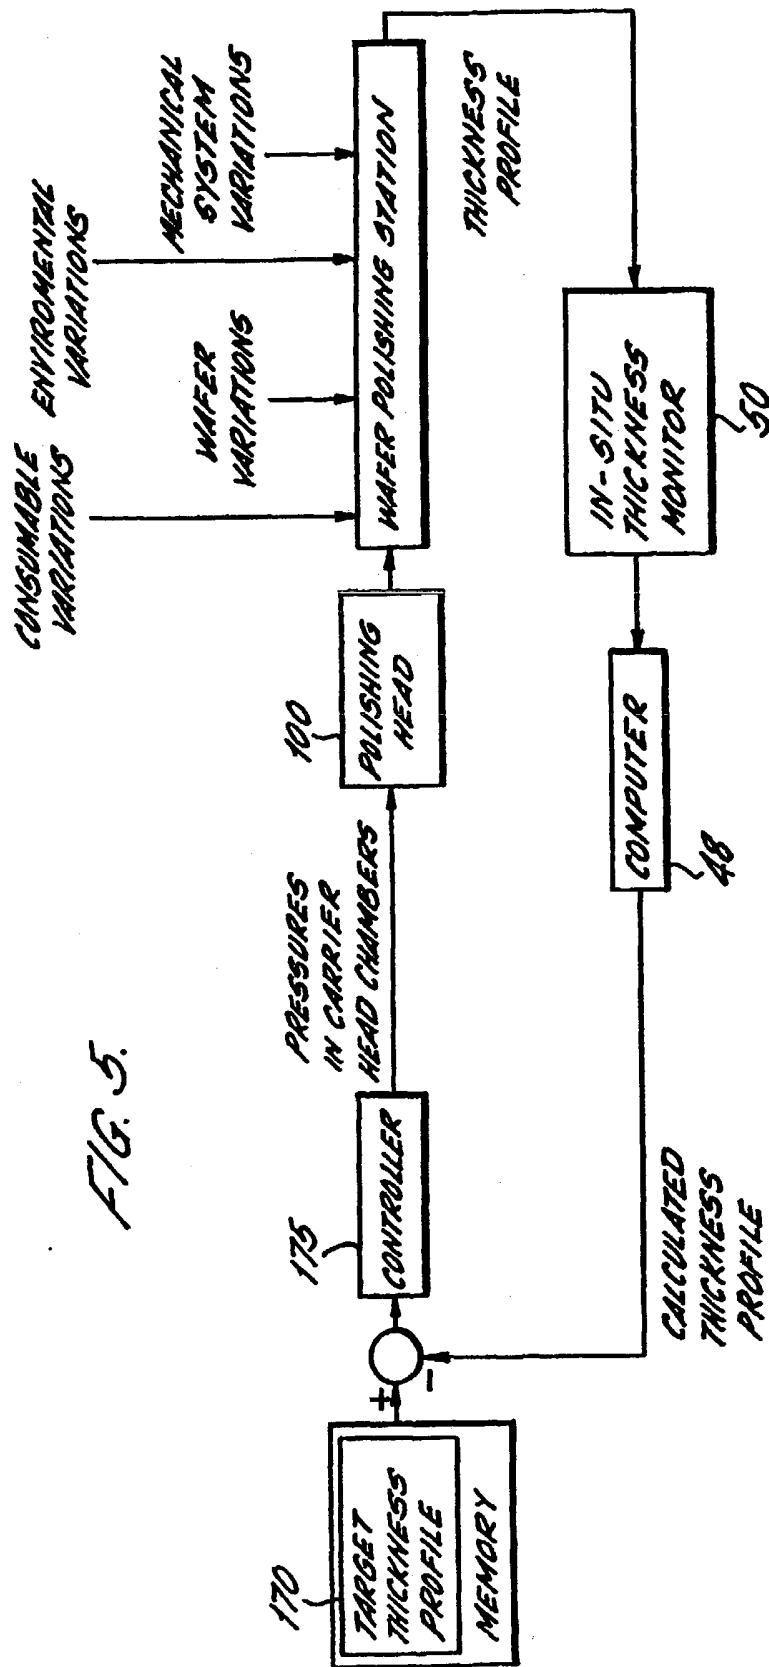 FIG. 5.
CONSUMABLE
VARIATIONS
ENVIROMENTAL
VARIATIONS
WAFER
VARIATIONS
MECHANICAL
SYSTEM
VARIATIONS
170
TARGET
THICKNESS
PROFILE
MEMORY
+
-
175
CONTROLLER
PRESSURES
IN CARRIER
HEAD CHAMBERS
100
POLISHING
HEAD
WAFER POLISHING STATION
THICKNESS
PROFILE
IN-SITU
THICKNESS
MONITOR
50
COMPUTER
48
CALCULATED
THICKNESS
PROFILE